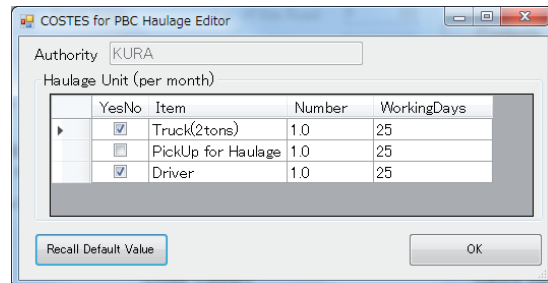 COSTES for PBC Haulage Editor
Authority KURA
Haulage Unit (per month)
YesNo Item Number WorkingDays
Truck(2tons) 1.0 25
PickUp for Haulage 1.0 25
Driver 1.0 25
Recall Default Value OK